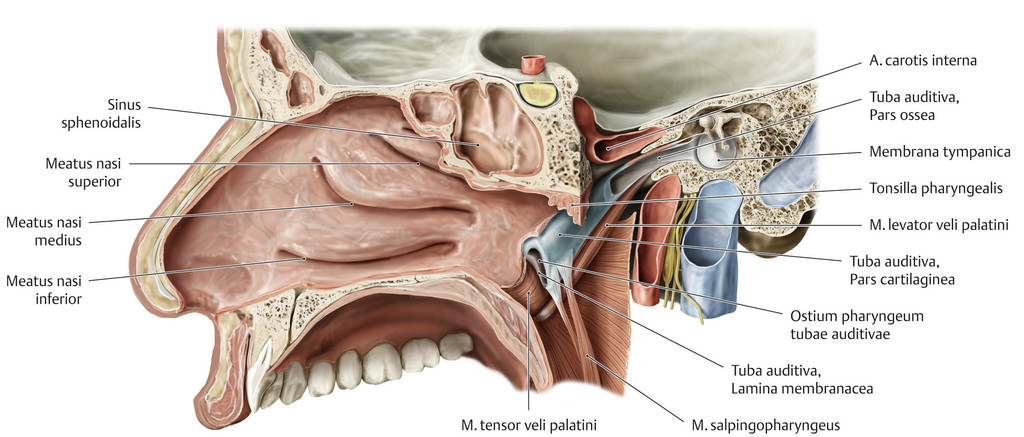 Sinus
sphenoidalis
Meatus nasi
superior
Meatus nasi
medius
Meatus nasi
inferior
A. carotis interna
Tuba auditiva,
Pars ossea
Membrana tympanica
Tonsilla pharyngealis
M. levator veli palatini
Tuba auditiva,
Pars cartilaginea
Ostium pharyngeum
tubae auditivae
Tuba auditiva,
Lamina membranacea
M. tensor veli palatini
M. salpingopharyngeus